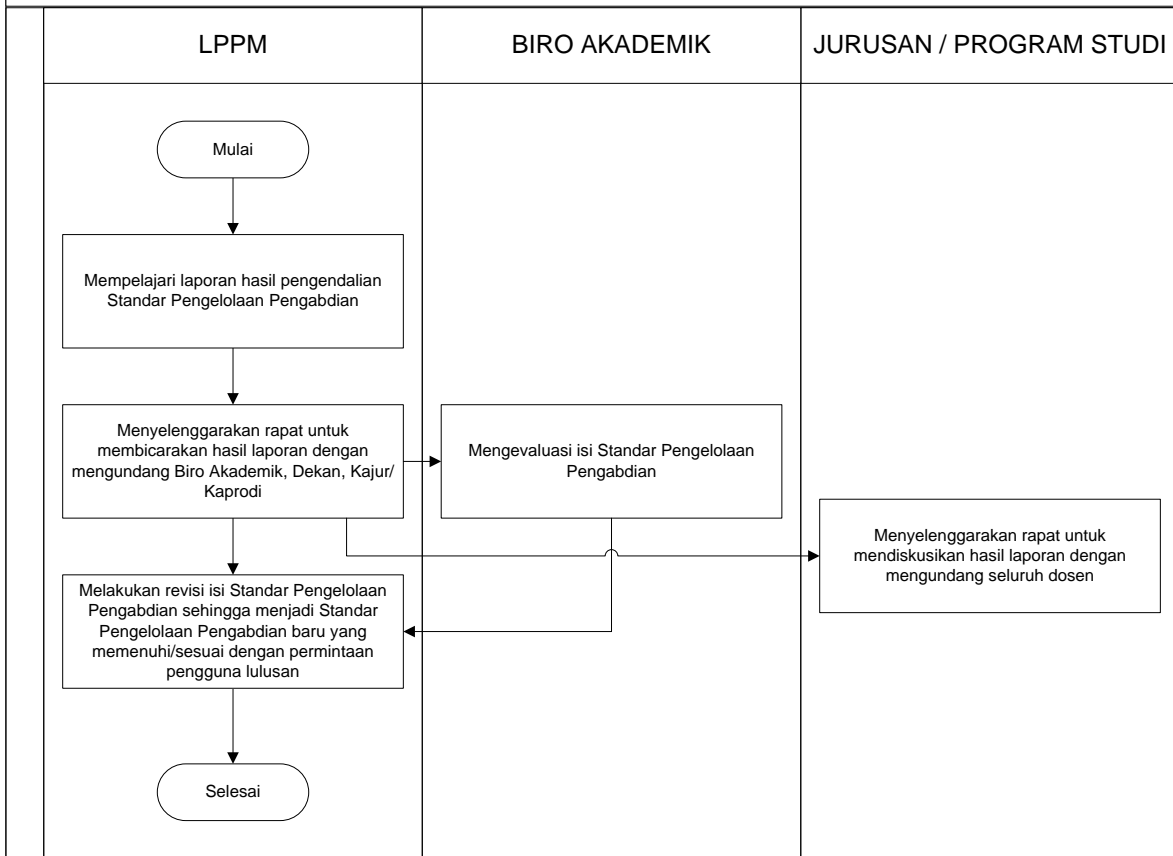 LPPM
BIRO AKADEMIK
JURUSAN / PROGRAM STUDI
Mulai
Mempelajari laporan hasil pengendalian
Standar Pengelolaan Pengabdian
Menyelenggarakan rapat untuk
membicarakan hasil laporan dengan
mengundang Biro Akademik, Dekan, Kajur/
Kaprodi
Mengevaluasi isi Standar Pengelolaan
Pengabdian
Menyelenggarakan rapat untuk
mendiskusikan hasil laporan dengan
mengundang seluruh dosen
Melakukan revisi isi Standar Pengelolaan
Pengabdian sehingga menjadi Standar
Pengelolaan Pengabdian baru yang
memenuhi/sesuai dengan permintaan
pengguna lulusan
Selesai